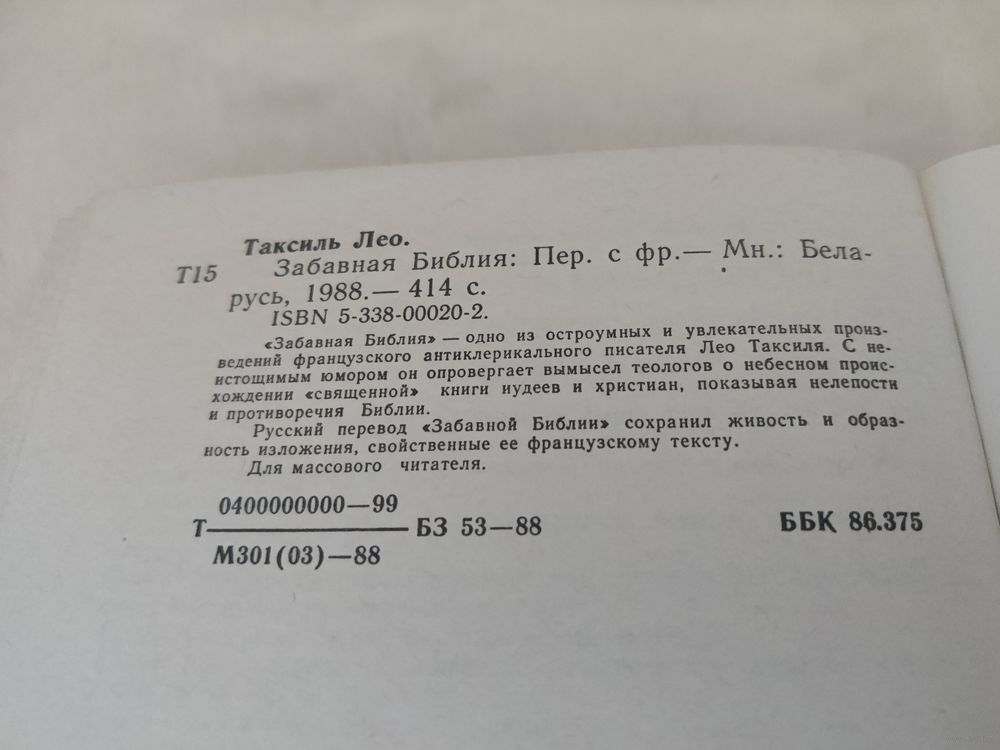 Таксиль Лео.
Т15 Забавная Библия: Пер. с фр.— Мн.: Бела-
русь, 1988.— 414 с.
ISBN 5-338-00020-2.
«Забавная Библия» — одно из остроумных и увлекательных произ-
ведений французского антиклерикального писателя Лео Таксиля. С не-
истощимым юмором он опровергает вымысел теологов о небесном проис-
хождении «священной» книги иудеев и христиан, показывая нелепости
и противоречия Библии.
Русский перевод «Забавной Библии» сохранил живость и образ-
ность изложения, свойственные ее французскому тексту.
Для массового читателя.
0400000000—99
Т БЗ 53—88 ББК 86.375
М301(03)—88